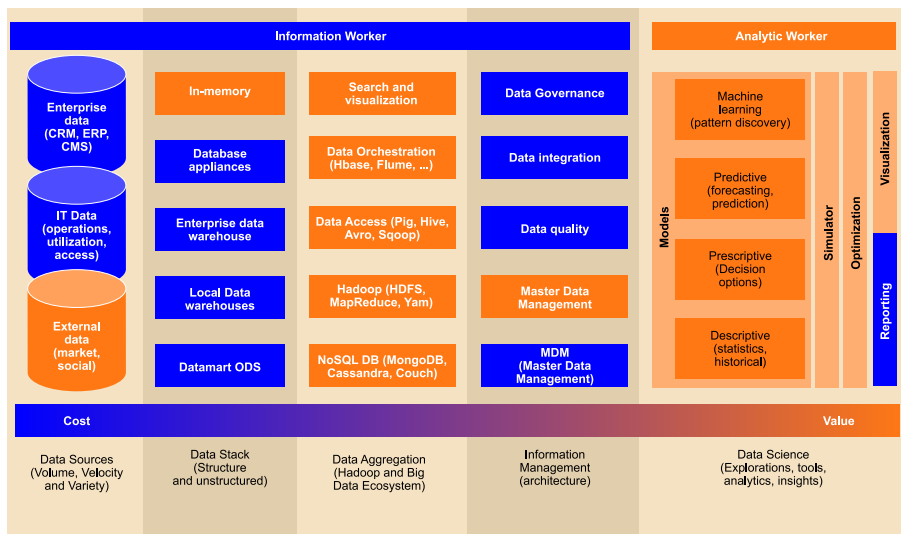 Information Worker
Analytic Worker
Enterprise
data
(CRM, ERP,
CMS)
IT Data
(operations,
utilization,
access)
External
data
(market,
social)
In-memory
Database
appliances
Enterprise data
warehouse
Local Data
warehouses
Datamart ODS
Search and
visualization
Data Orchestration
(Hbase, Flume, ...)
Data Access (Pig, Hive,
Avro, Sqoop)
Hadoop (HDFS,
MapReduce, Yam)
NoSQL DB (MongoDB,
Cassandra, Couch)
Data Governance
Data integration
Data quality
Master Data
Management
MDM
(Master Data
Management)
Models
Machine
learning
(pattern discovery)
Predictive
(forecasting,
prediction)
Prescriptive
(Decision
options)
Descriptive
(statistics,
historical)
Simulator
Optimization
Visualization
Reporting
Cost
Value
Data Sources
(Volume, Velocity
and Variety)
Data Stack
(Structure
and unstructured)
Data Aggregation
(Hadoop and Big
Data Ecosystem)
Information
Management
(architecture)
Data Science
(Explorations, tools,
analytics, insights)